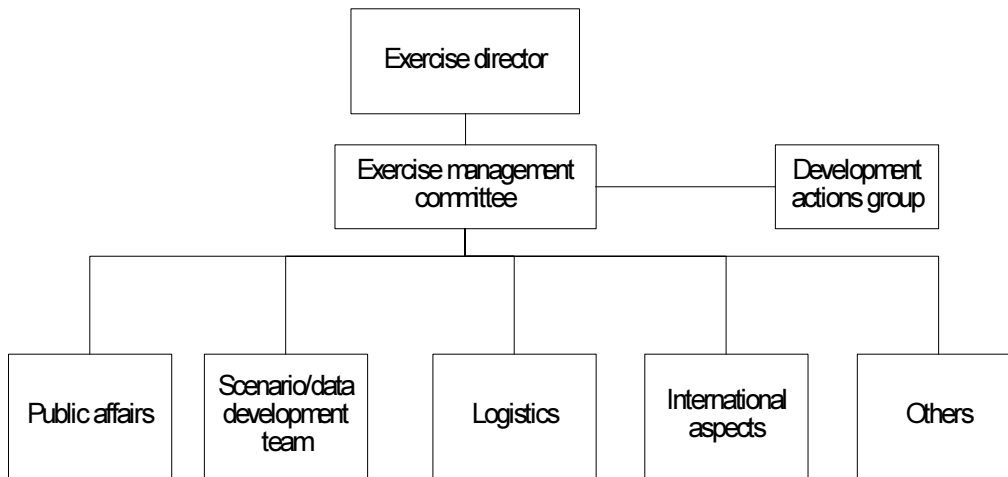 Exercise director
Exercise management
committee
Development
actions group
Public affairs
Scenario/data
development
team
Logistics
International
aspects
Others